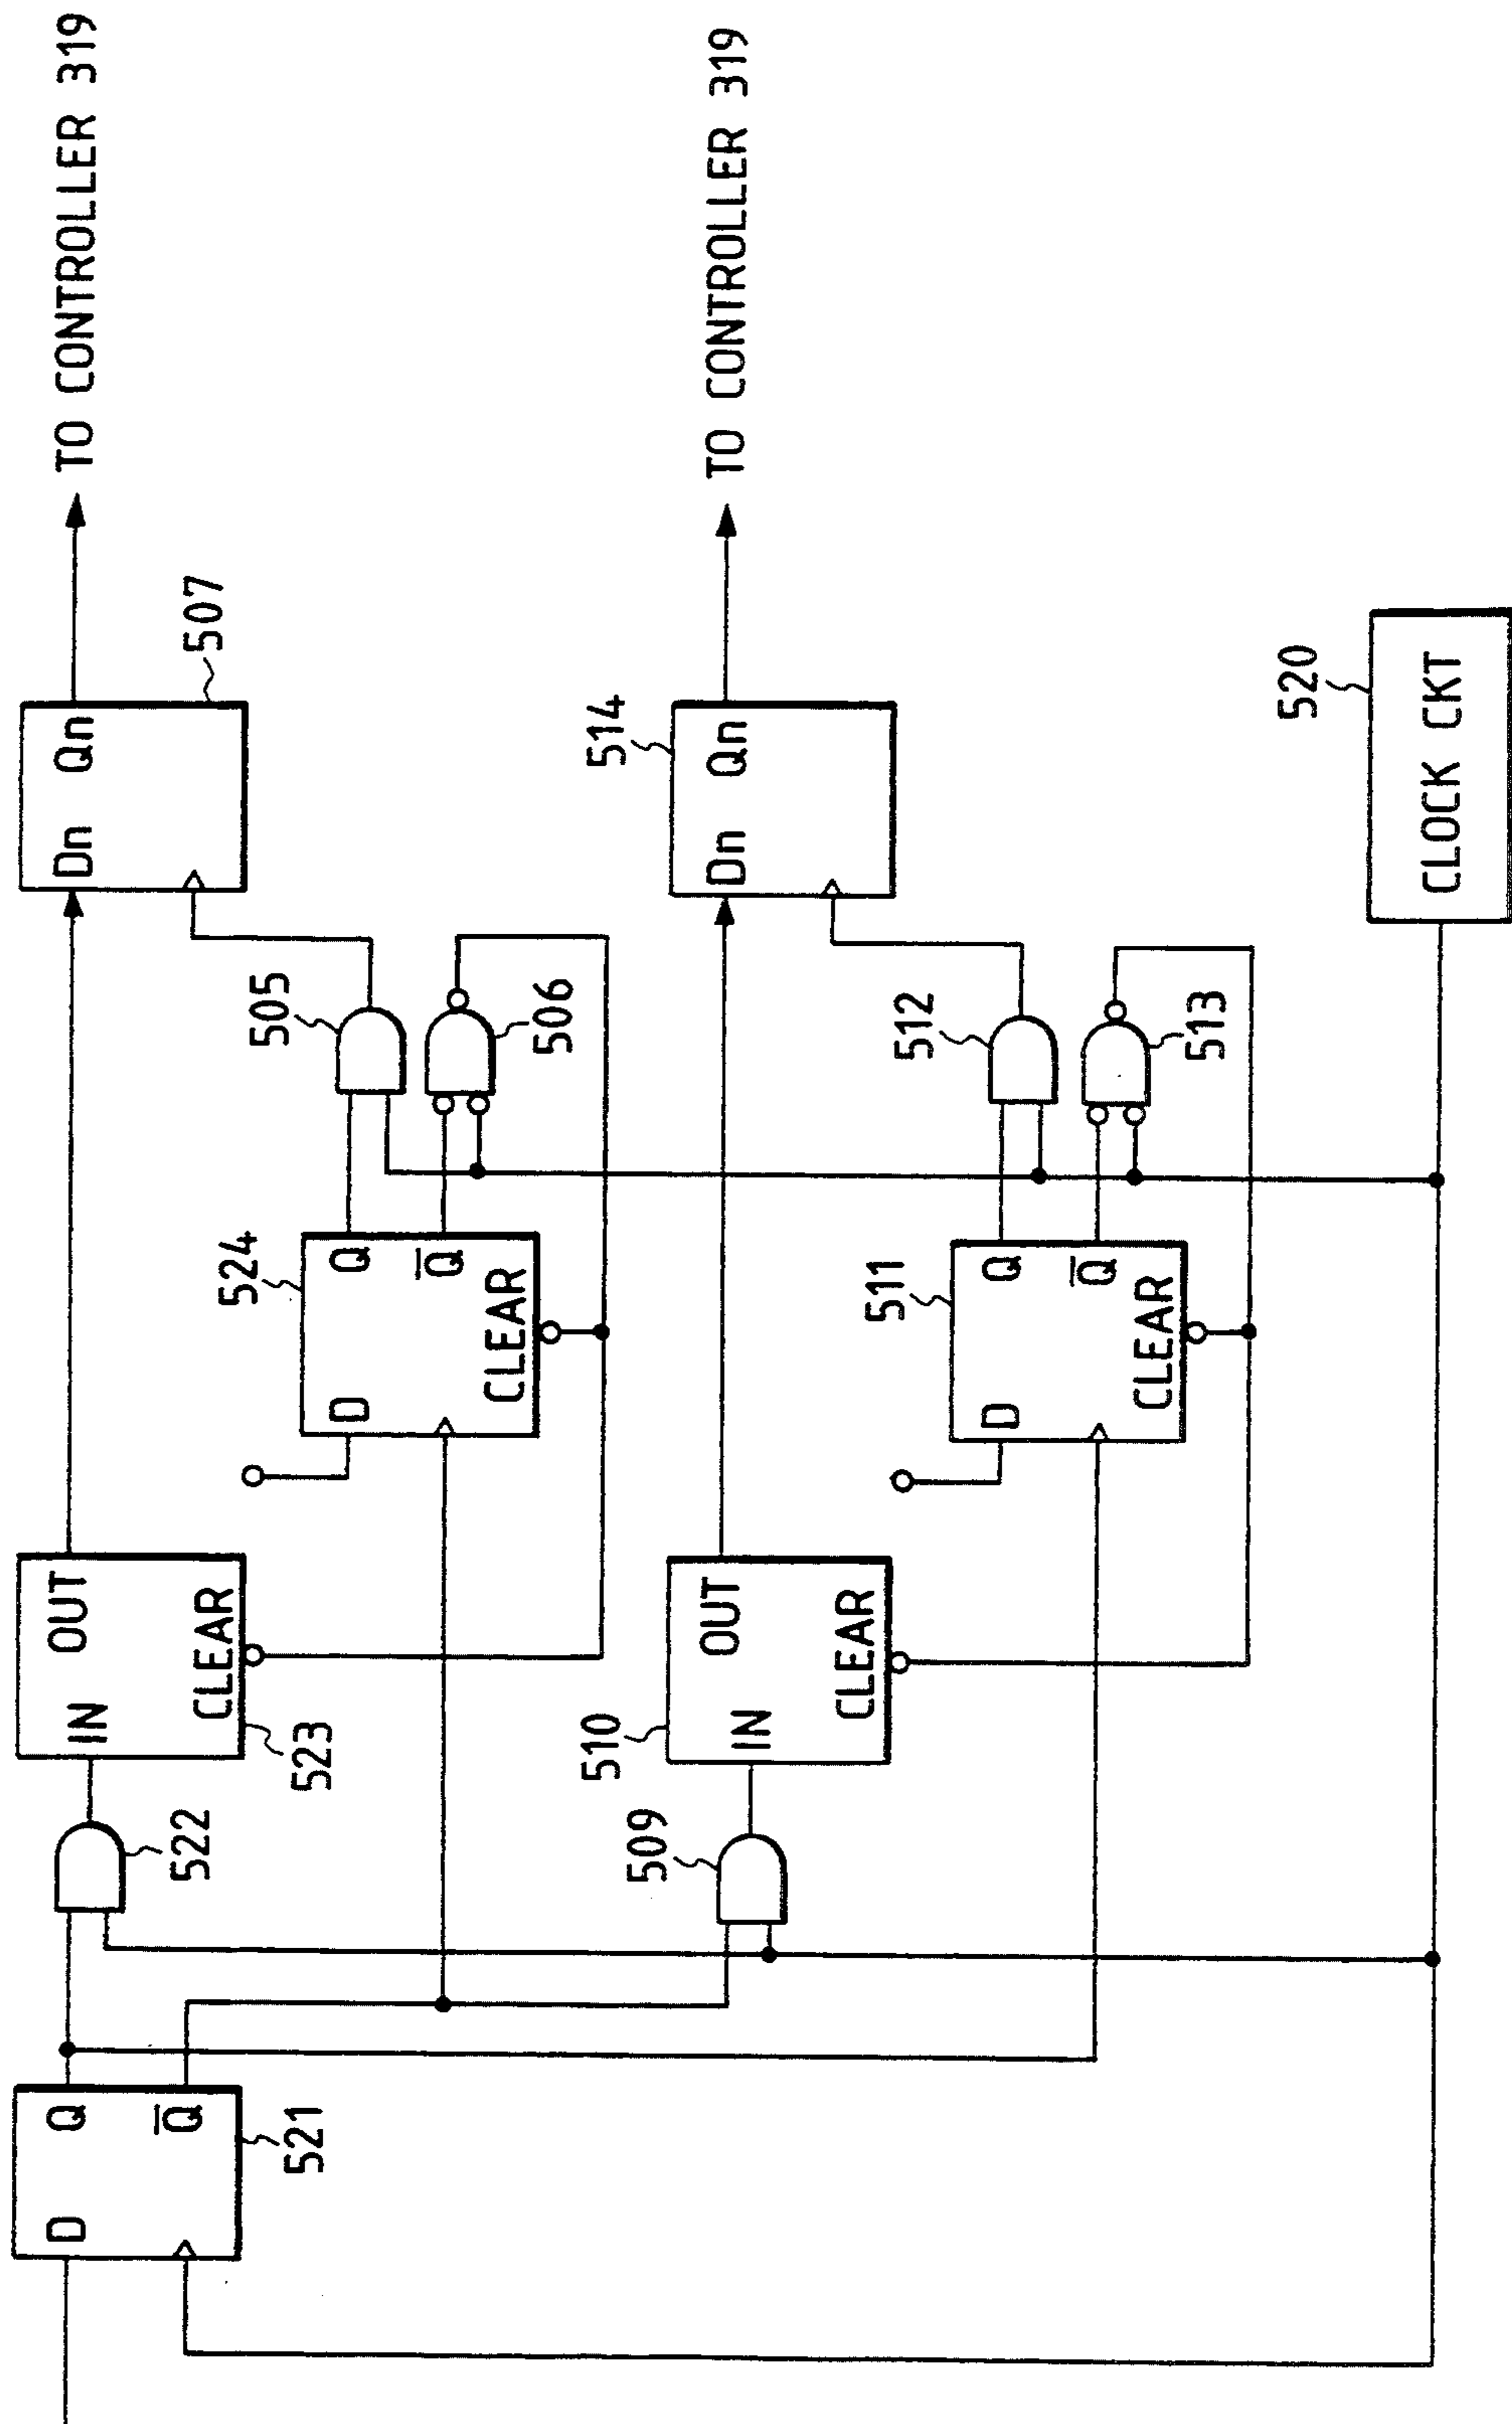 D
Q
Q̅
521
522
IN
OUT
CLEAR
523
D
Q
Q̅
CLEAR
524
505
506
Dn
Qn
507
TO CONTROLLER 319
509
IN
OUT
CLEAR
510
D
Q
Q̅
CLEAR
511
512
513
Dn
Qn
514
TO CONTROLLER 319
520
CLOCK CKT